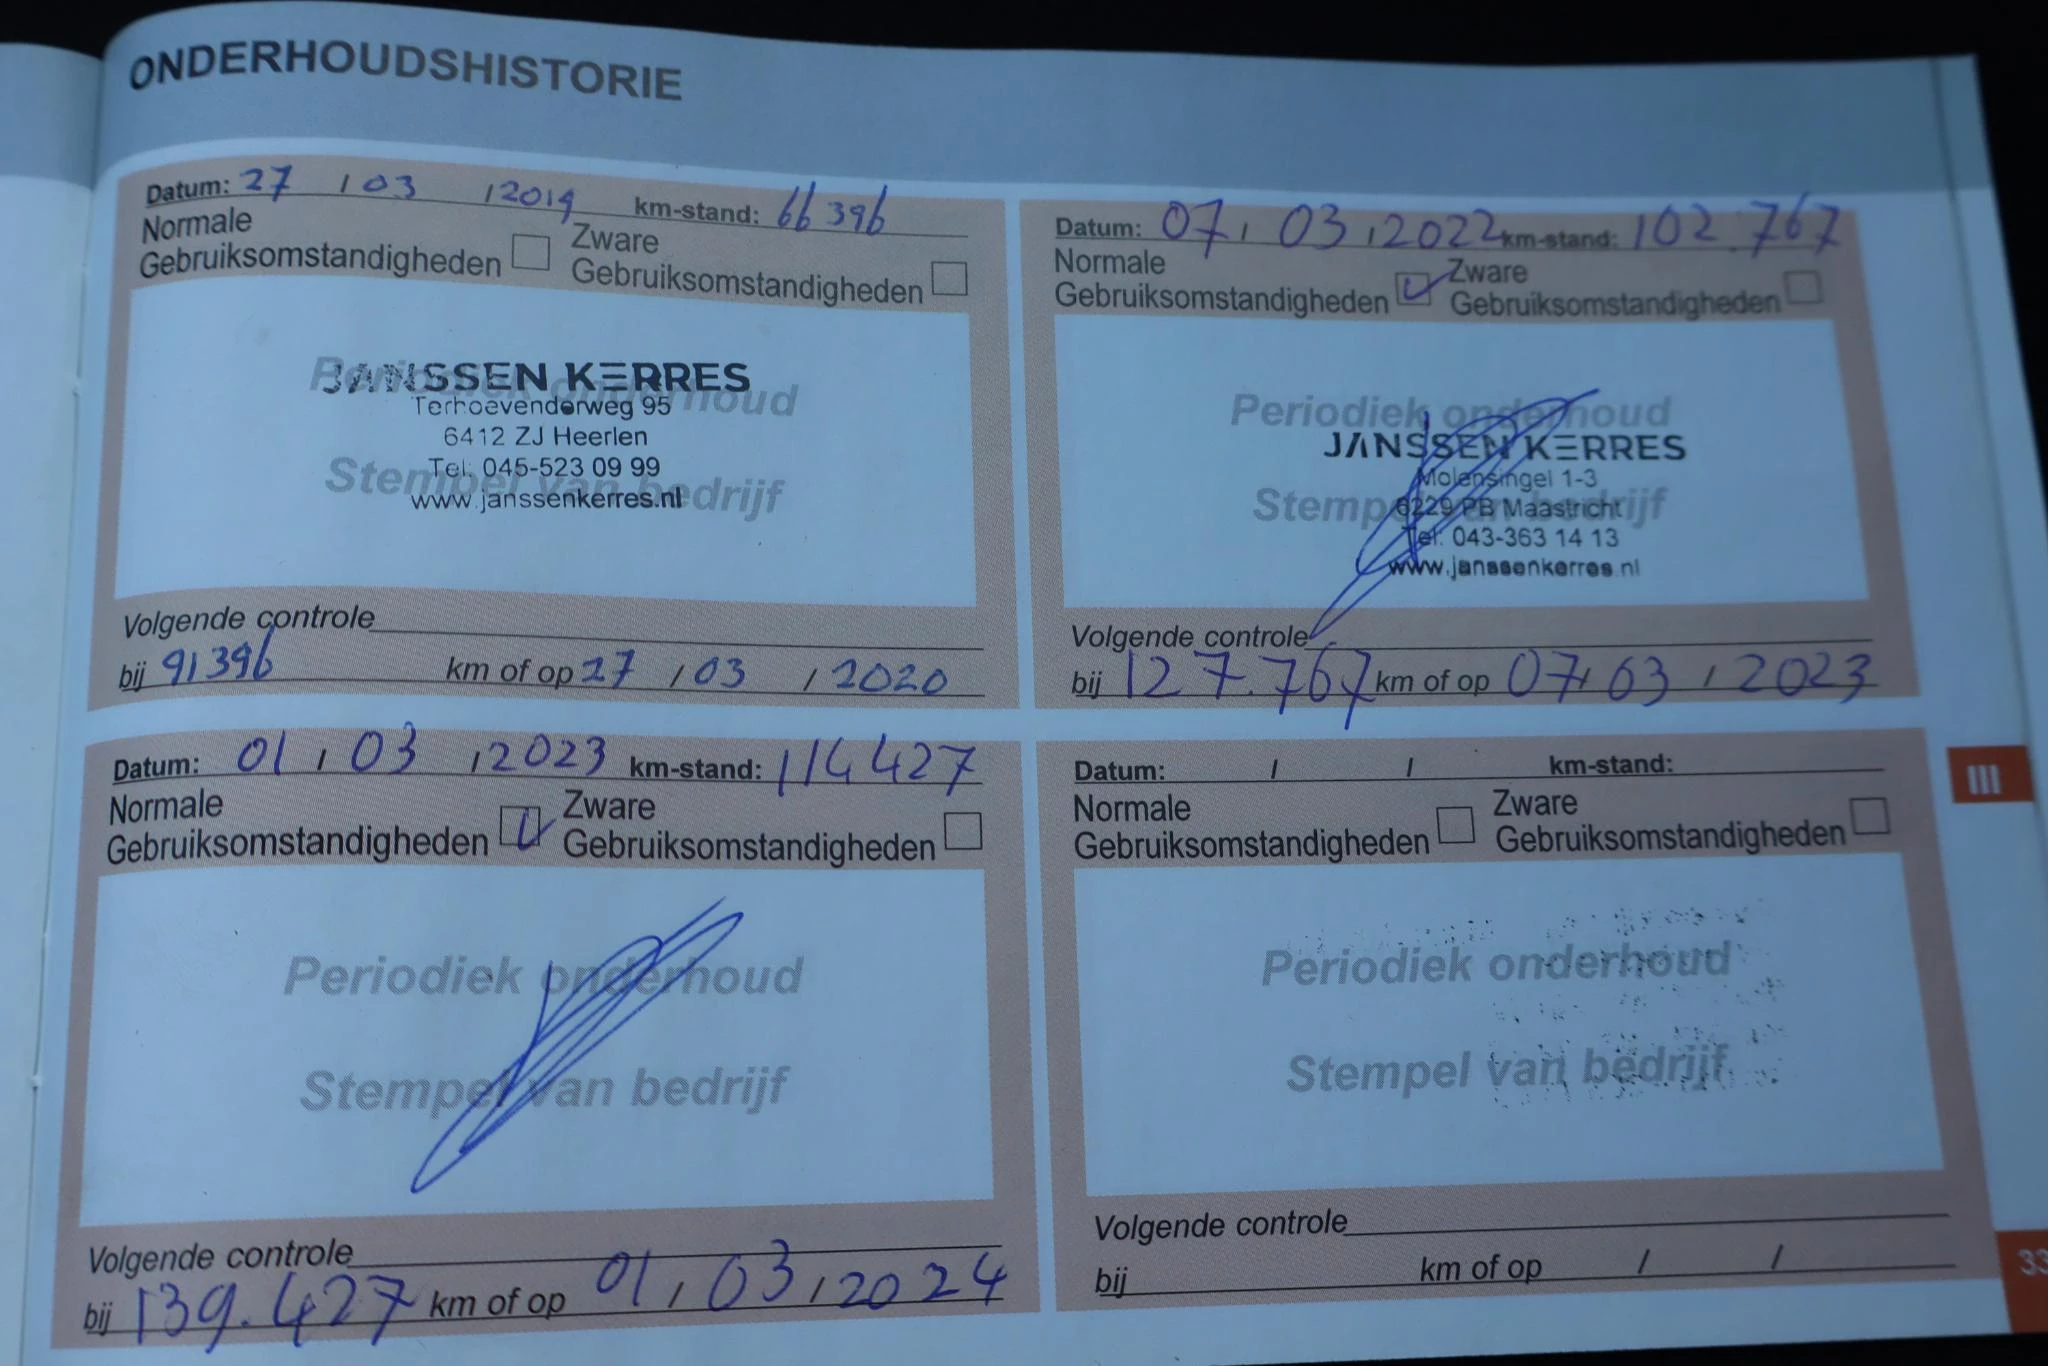 ONDERHOUDSHISTORIE
Datum: 27 / 03 / 2019 km-stand: 66 396
Normale
Gebruiksomstandigheden
Zware
Gebruiksomstandigheden
Periodiek onderhoud
Stempel van bedrijf
JANSSEN KERRES
Terhoevenderweg 95
6412 ZJ Heerlen
Tel: 045-523 09 99
www.janssenkerres.nl
Volgende controle
bij 91396 km of op 27 / 03 / 2020
Datum: 07 / 03 / 2022 km-stand: 102.767
Normale
Gebruiksomstandigheden
Zware
Gebruiksomstandigheden
Periodiek onderhoud
Stempel van bedrijf
JANSSEN KERRES
Molensingel 1-3
6229 PB Maastricht
Tel: 043-363 14 13
www.janssenkerres.nl
Volgende controle
bij 127.767 km of op 07 / 03 / 2023
Datum: 01 / 03 / 2023 km-stand: 114427
Normale
Gebruiksomstandigheden
Zware
Gebruiksomstandigheden
Periodiek onderhoud
Stempel van bedrijf
Volgende controle
bij 139.427 km of op 01 / 03 / 2024
Datum: / / km-stand:
Normale
Gebruiksomstandigheden
Zware
Gebruiksomstandigheden
Periodiek onderhoud
Stempel van bedrijf
Volgende controle
bij km of op / /
III
33